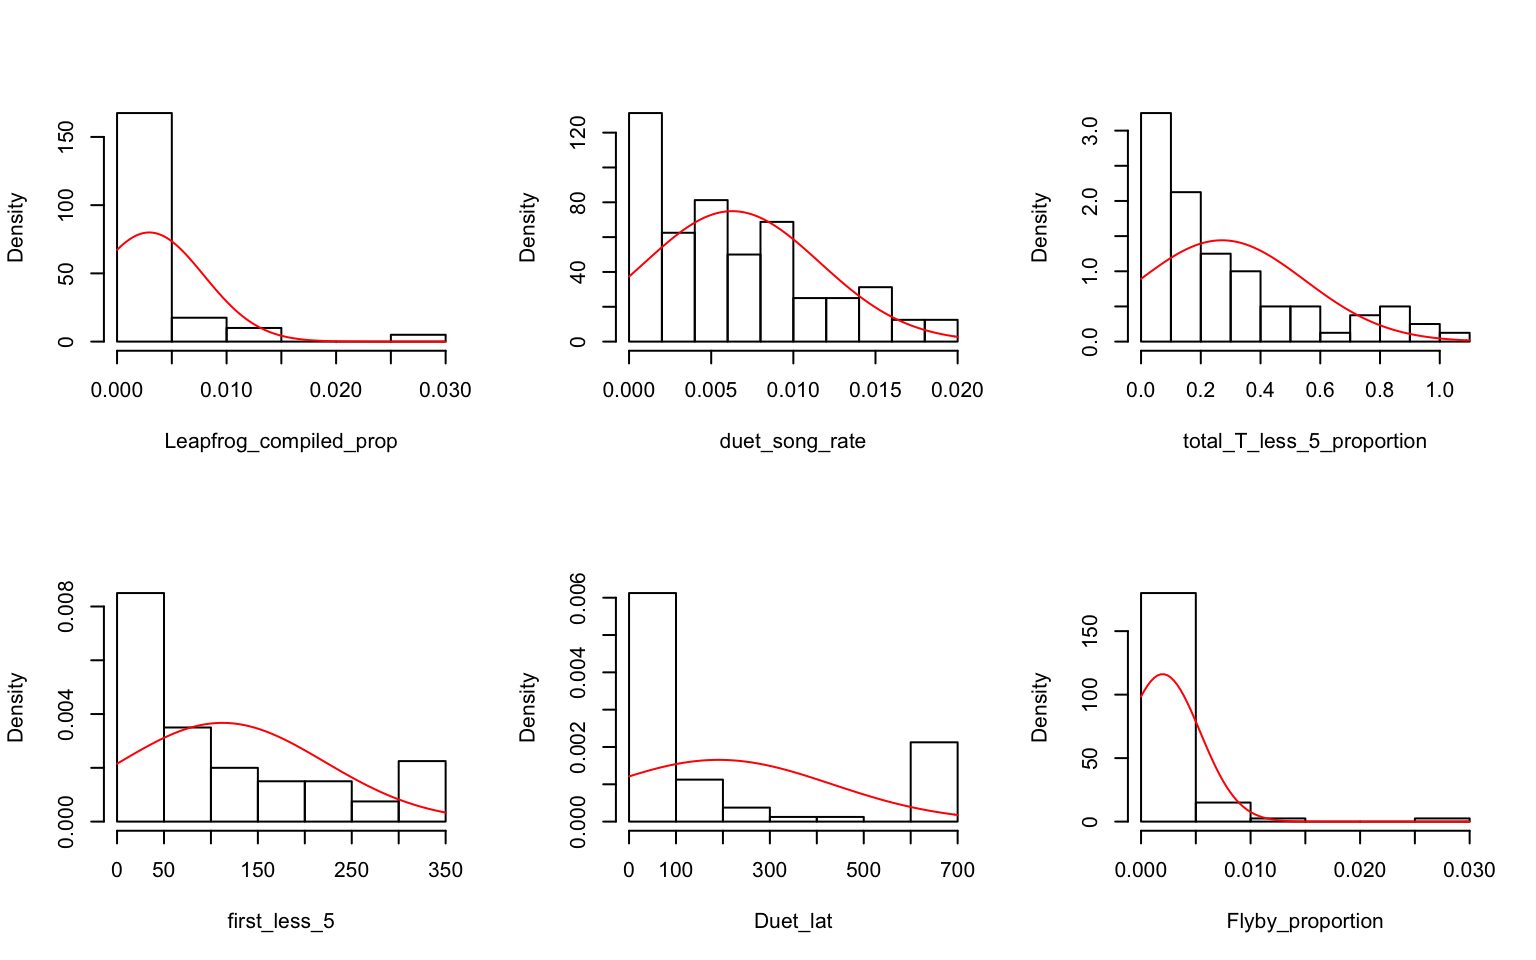 Density
0
50
100
150
0.000 0.010 0.020 0.030
Leapfrog_compiled_prop
Density
0
40
80
120
0.000 0.005 0.010 0.015 0.020
duet_song_rate
Density
0.0
1.0
2.0
3.0
0.0 0.2 0.4 0.6 0.8 1.0
total_T_less_5_proportion
Density
0.000
0.004
0.008
0 50 150 250 350
first_less_5
Density
0.000
0.002
0.004
0.006
0 100 300 500 700
Duet_lat
Density
0
50
100
150
0.000 0.010 0.020 0.030
Flyby_proportion